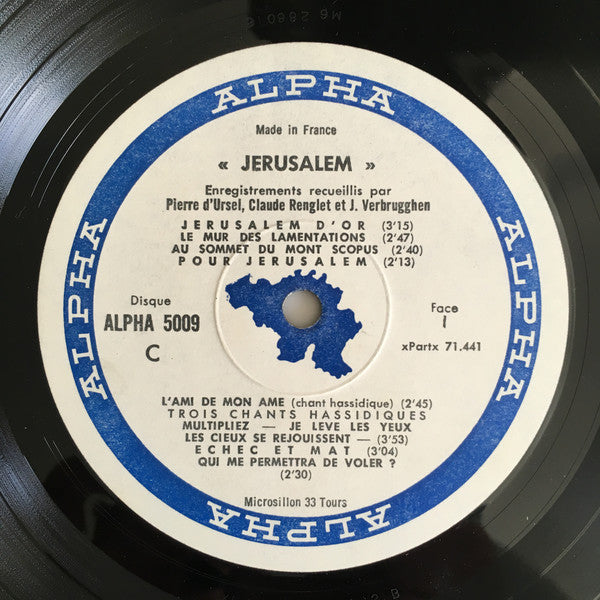 ALPHA
Made in France
« JERUSALEM »
Enregistrements recueillis par
Pierre d'Ursel, Claude Renglet et J. Verbrugghen
JERUSALEM D'OR (3'15)
LE MUR DES LAMENTATIONS (2'47)
AU SOMMET DU MONT SCOPUS (2'40)
POUR JERUSALEM (2'13)
ALPHA
ALPHA
Disque
ALPHA 5009
C
Face
1
xPartx 71.441
L'AMI DE MON AME (chant hassidique) (2'45)
TROIS CHANTS HASSIDIQUES
MULTIPLIEZ — JE LEVE LES YEUX
LES CIEUX SE REJOUISSENT — (3'53)
ECHEC ET MAT (3'04)
QUI ME PERMETTRA DE VOLER ?
(2'30)
Microsillon 33 Tours
ALPHA
ALPHA